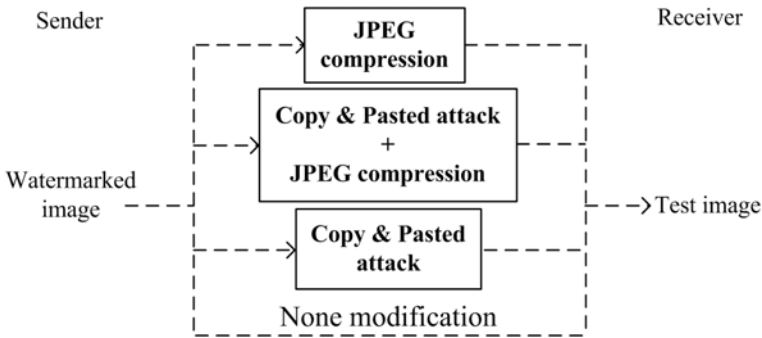 Sender
Receiver
JPEG
compression
Copy & Pasted attack
+
JPEG compression
Watermarked
image
Test image
Copy & Pasted
attack
None modification